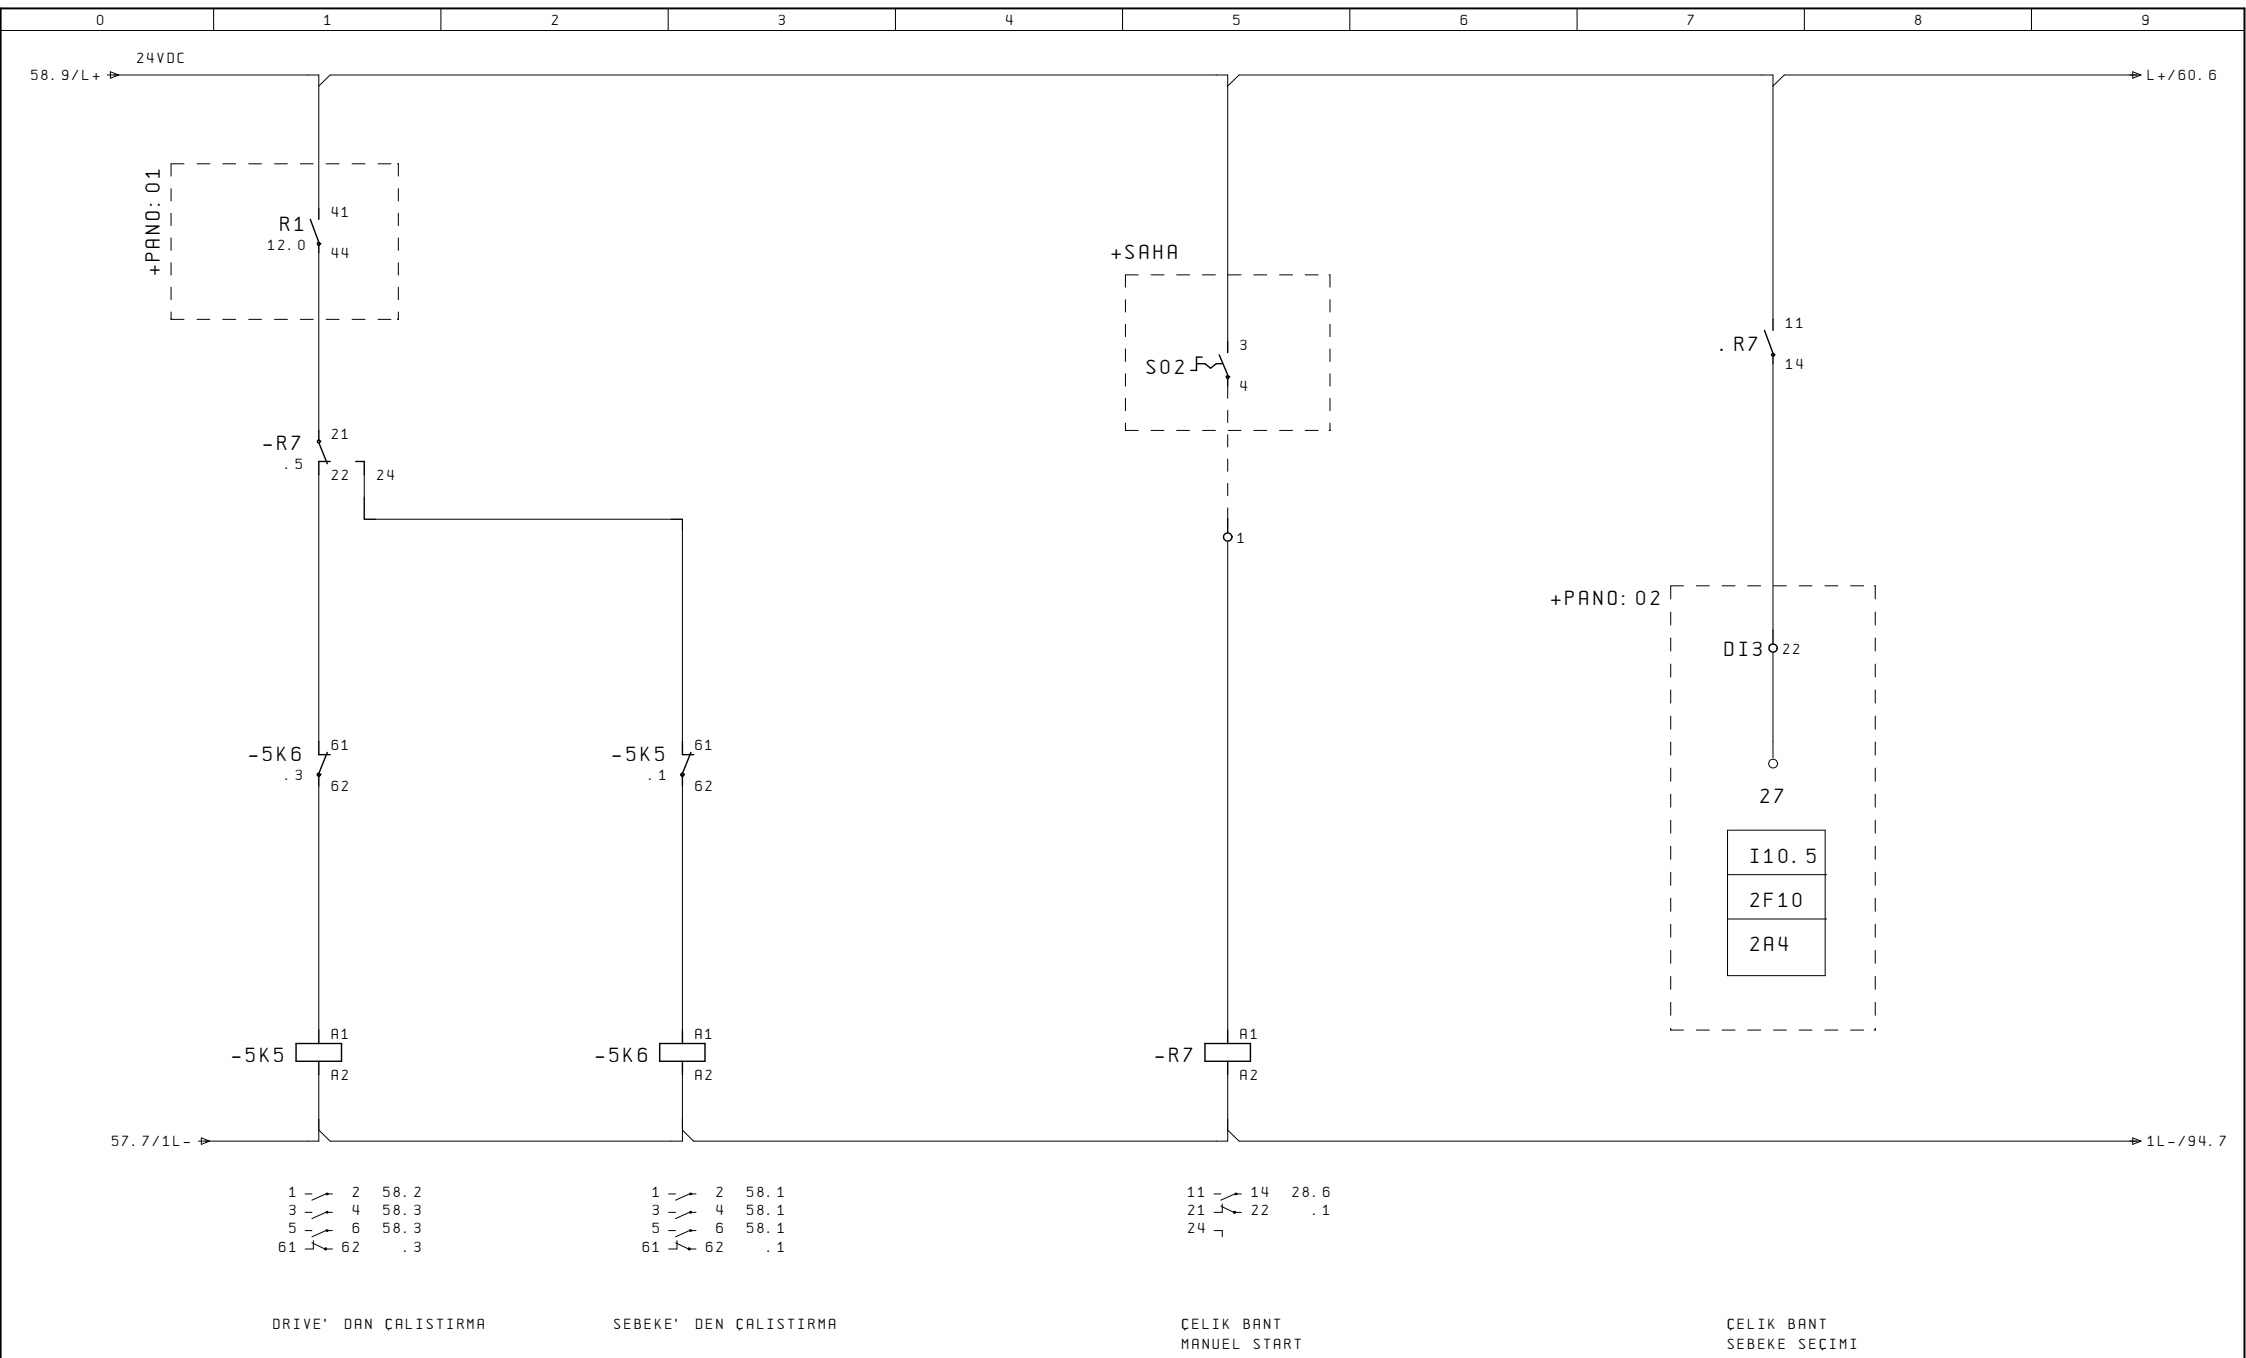 0 1 2 3 4 5 6 7 8 9
24VDC
58.9/L+
L+/60.6
+PANO:01
41
R1
12.0
44
+SAHA
3
S02
4
11
.R7
14
21
-R7
.5
22
24
1
+PANO:02
DI3
22
61
-5K6
.3
62
61
-5K5
.1
62
27
I10.5
2F10
2A4
A1
-5K5
A2
A1
-5K6
A2
A1
-R7
A2
57.7/1L-
1L-/94.7
1 2 58.2
3 4 58.3
5 6 58.3
61 62 .3
1 2 58.1
3 4 58.1
5 6 58.1
61 62 .1
11 14 28.6
21 22 .1
24
DRIVE' DAN ÇALISTIRMA
SEBEKE' DEN ÇALISTIRMA
ÇELIK BANT
MANUEL START
ÇELIK BANT
SEBEKE SEÇIMI